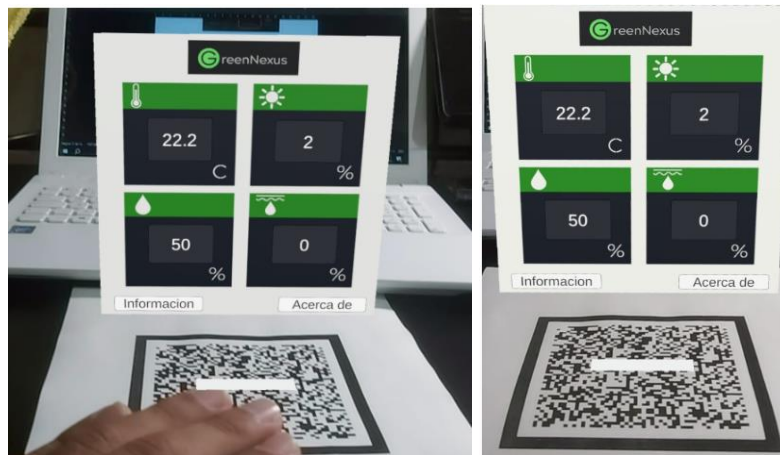 GreenNexus
22.2
C
2
%
50
%
0
%
Informacion
Acerca de
GreenNexus
22.2
C
2
%
50
%
0
%
Informacion
Acerca de